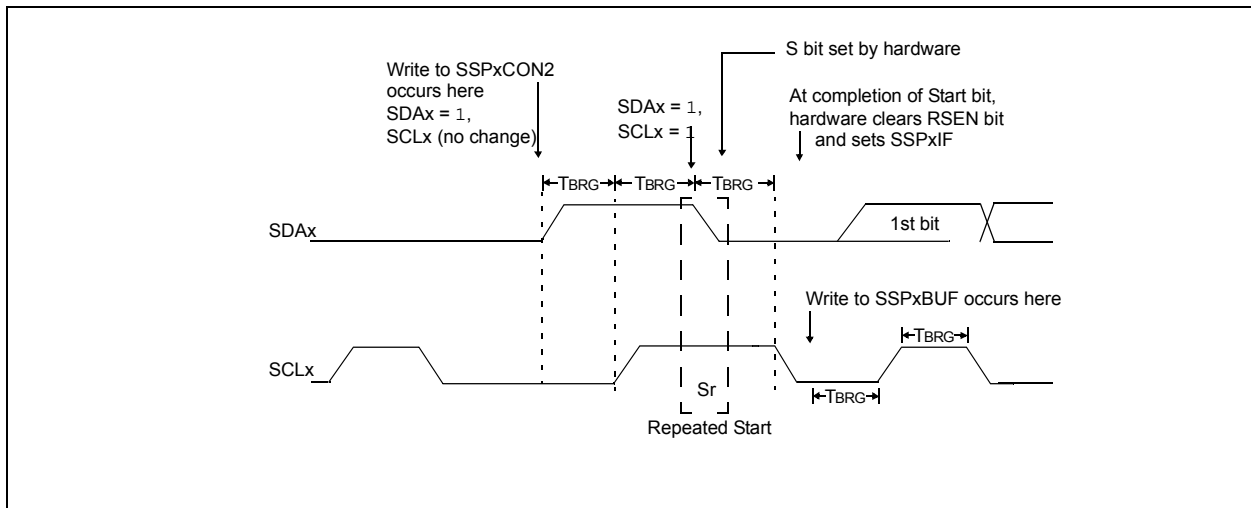 S bit set by hardware
Write to SSPxCON2
occurs here
SDAx = 1,
SCLx (no change)
SDAx = 1,
SCLx = 1
At completion of Start bit,
hardware clears RSEN bit
and sets SSPxIF
TBRG TBRG TBRG
SDAx
1st bit
Write to SSPxBUF occurs here
TBRG
SCLx
Sr
TBRG
Repeated Start